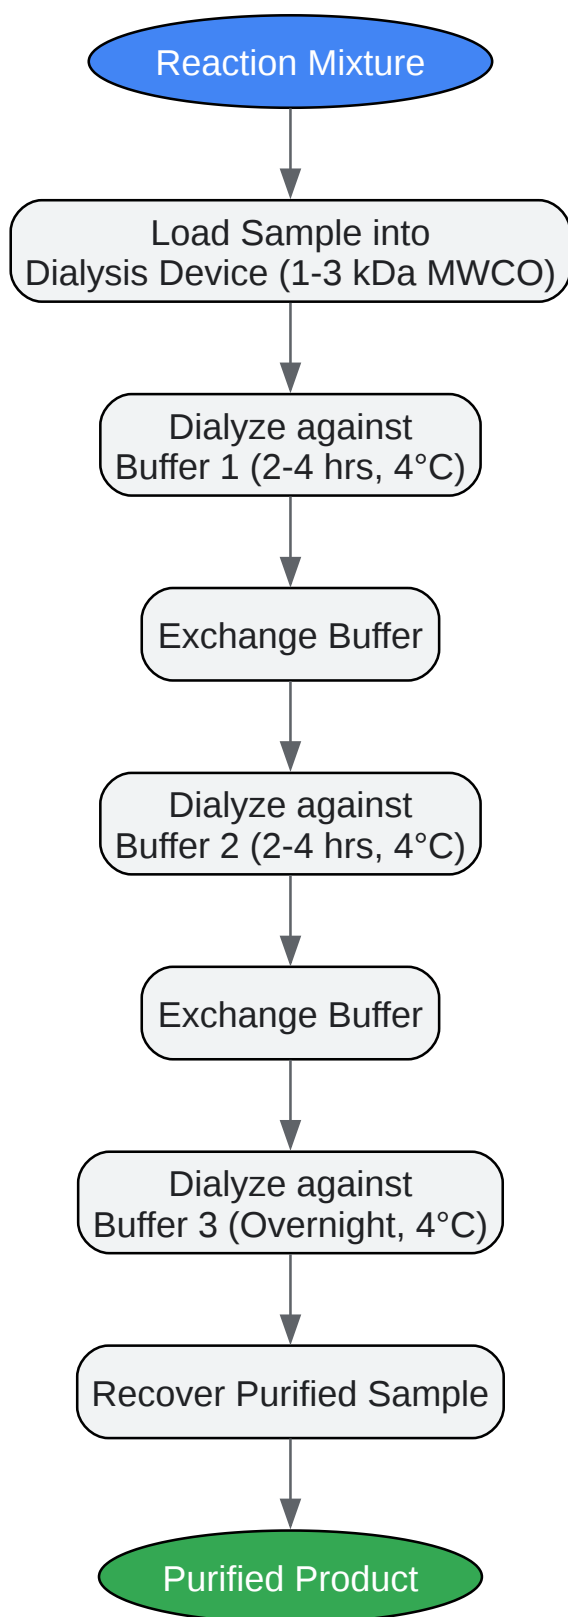 Reaction Mixture
Load Sample into
Dialysis Device (1-3 kDa MWCO)
Dialyze against
Buffer 1 (2-4 hrs, 4°C)
Exchange Buffer
Dialyze against
Buffer 2 (2-4 hrs, 4°C)
Exchange Buffer
Dialyze against
Buffer 3 (Overnight, 4°C)
Recover Purified Sample
Purified Product